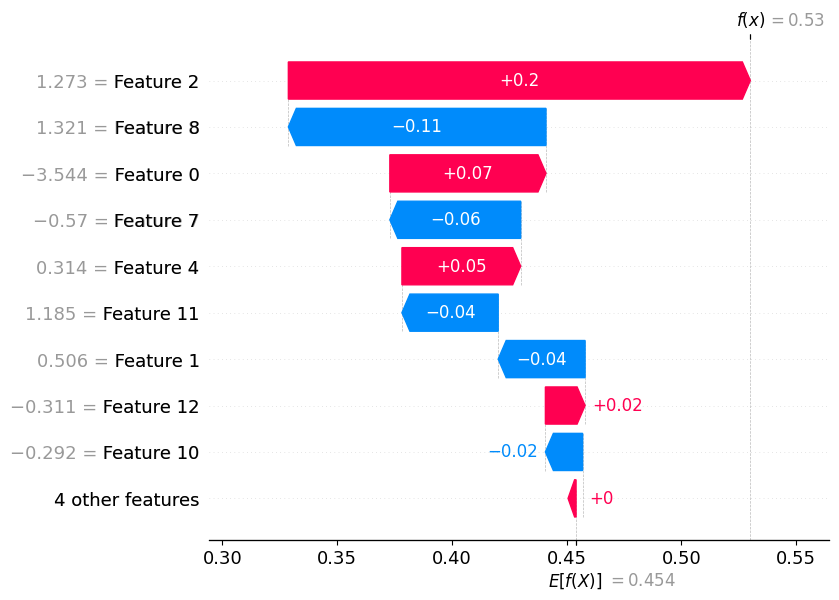 f(x) = 0.53
1.273 = Feature 2
+0.2
1.321 = Feature 8
−0.11
−3.544 = Feature 0
+0.07
−0.57 = Feature 7
−0.06
0.314 = Feature 4
+0.05
1.185 = Feature 11
−0.04
0.506 = Feature 1
−0.04
−0.311 = Feature 12
+0.02
−0.292 = Feature 10
−0.02
4 other features
+0
0.30 0.35 0.40 0.45 0.50 0.55
E[f(X)] = 0.454